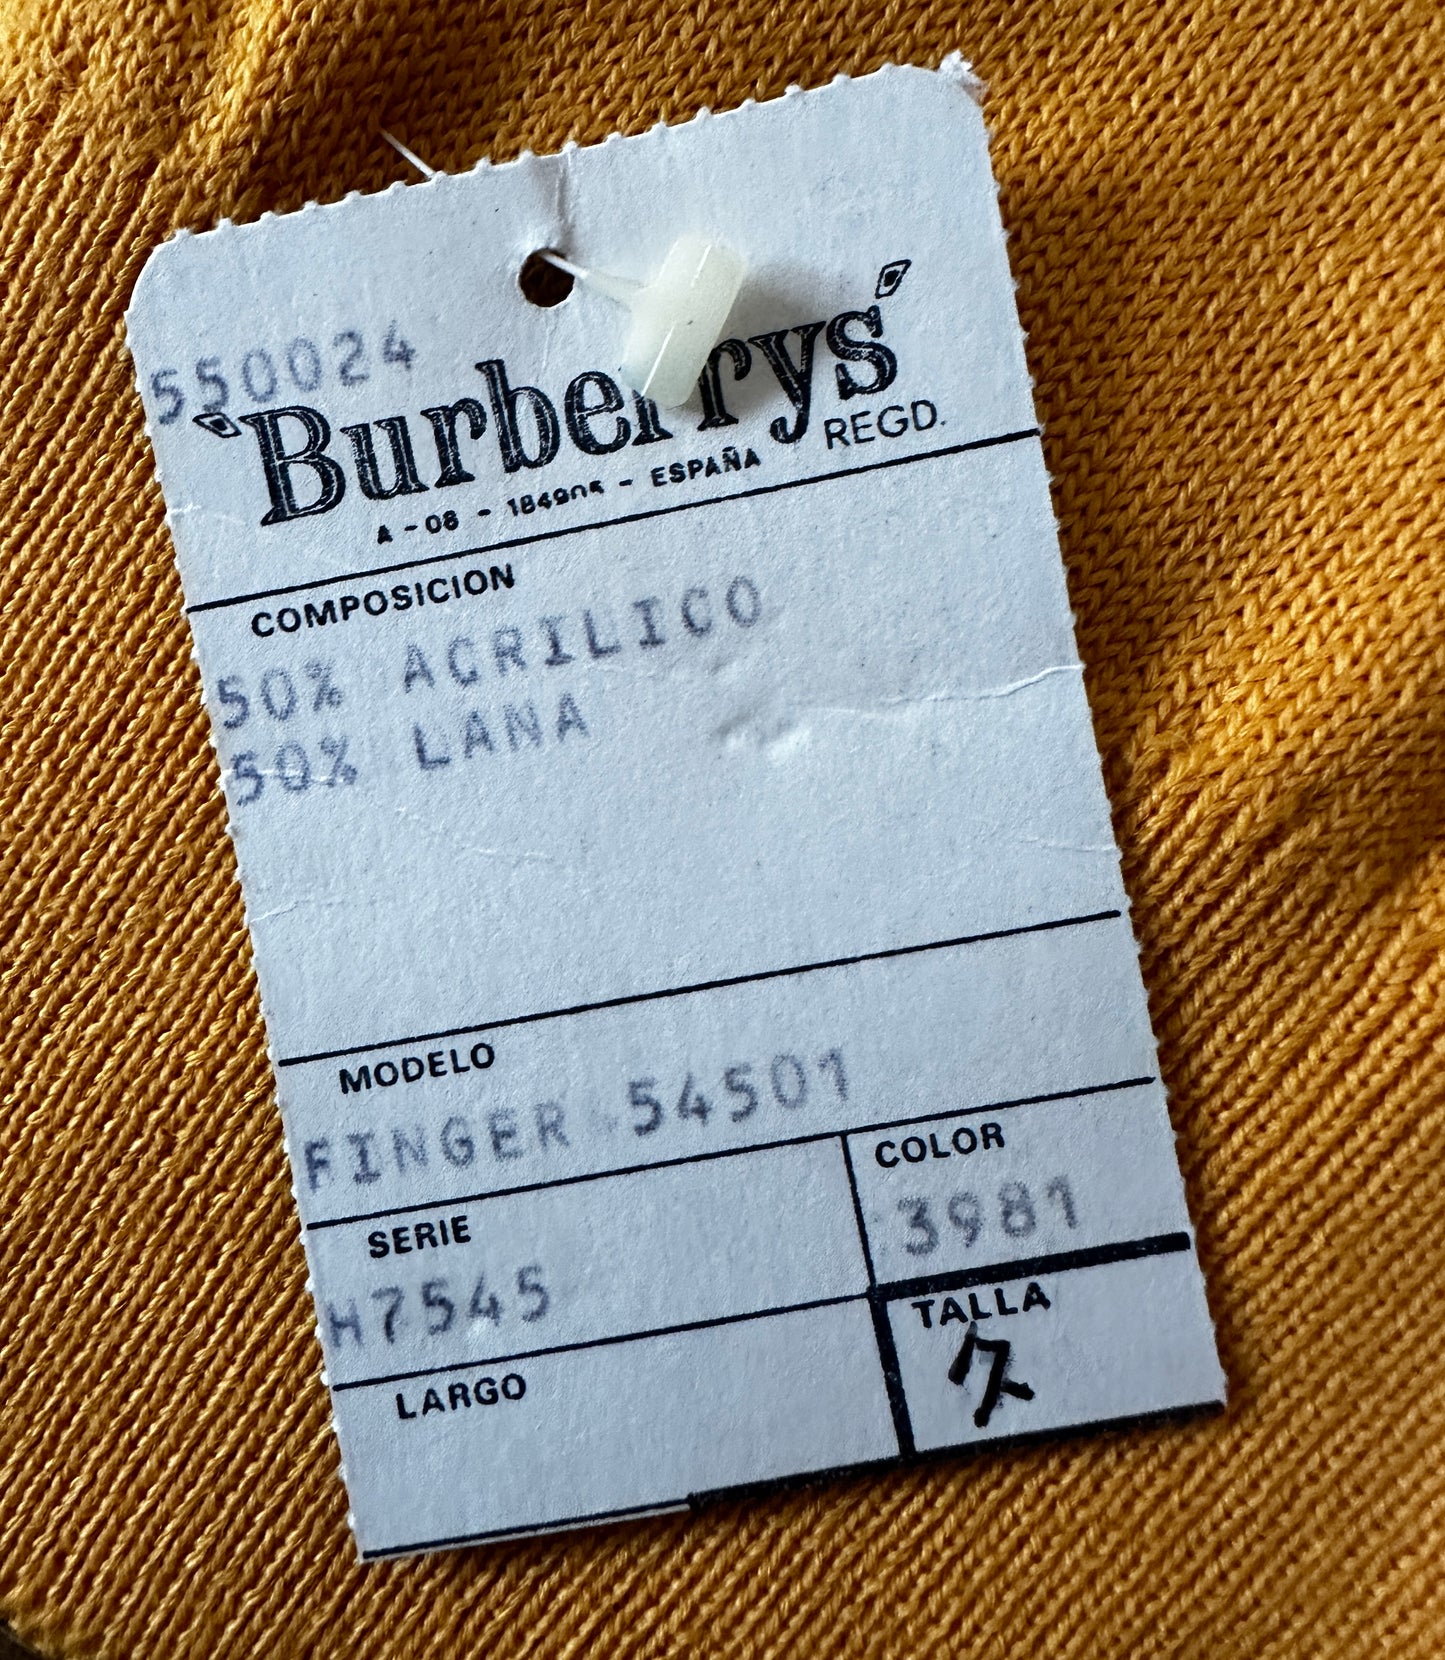 550024
'Burberrys'
REGD.
A - 08 - 184905 - ESPAÑA
COMPOSICION
50% ACRILICO
50% LANA
MODELO
FINGER 54501
COLOR
3981
SERIE
H7545
TALLA
LARGO